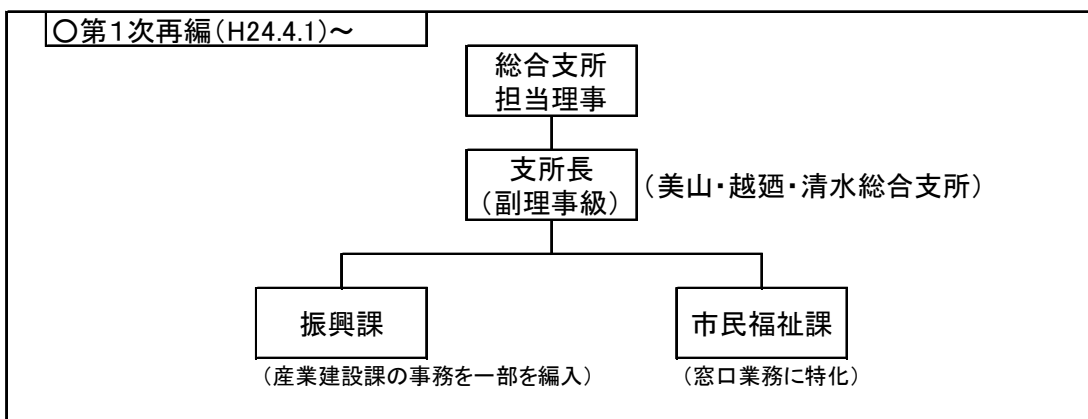 ○第１次再編（H24.4.1）～
総合支所
担当理事
支所長
（副理事級）
（美山・越廼・清水総合支所）
振興課
市民福祉課
（産業建設課の事務を一部を編入）
（窓口業務に特化）